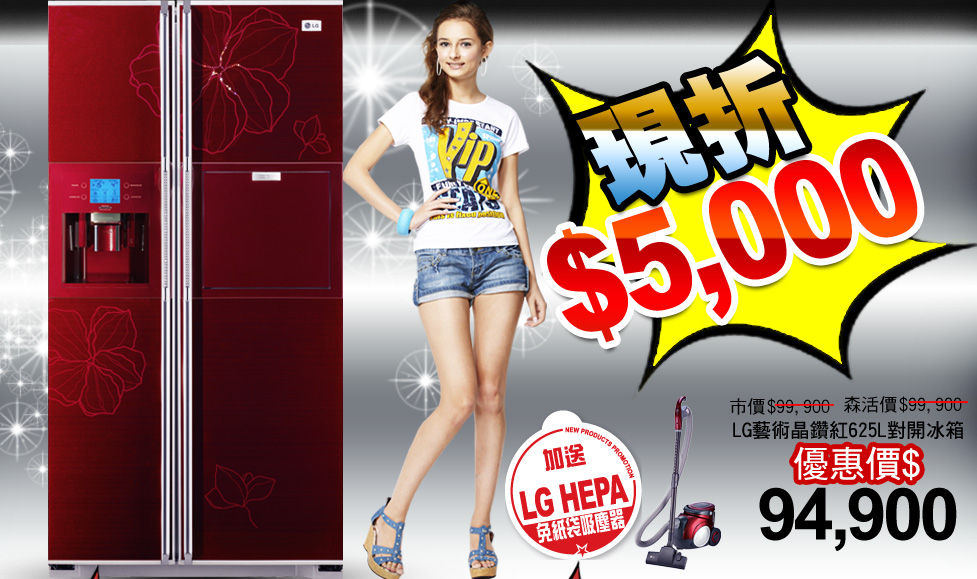 LG
VIP
現折
$5,000
市價$99,900 森活價$99,900
LG藝術晶鑽紅625L對開冰箱
優惠價$
94,900
NEW PRODUCTS PROMOTION
加送
LG HEPA
免紙袋吸塵器